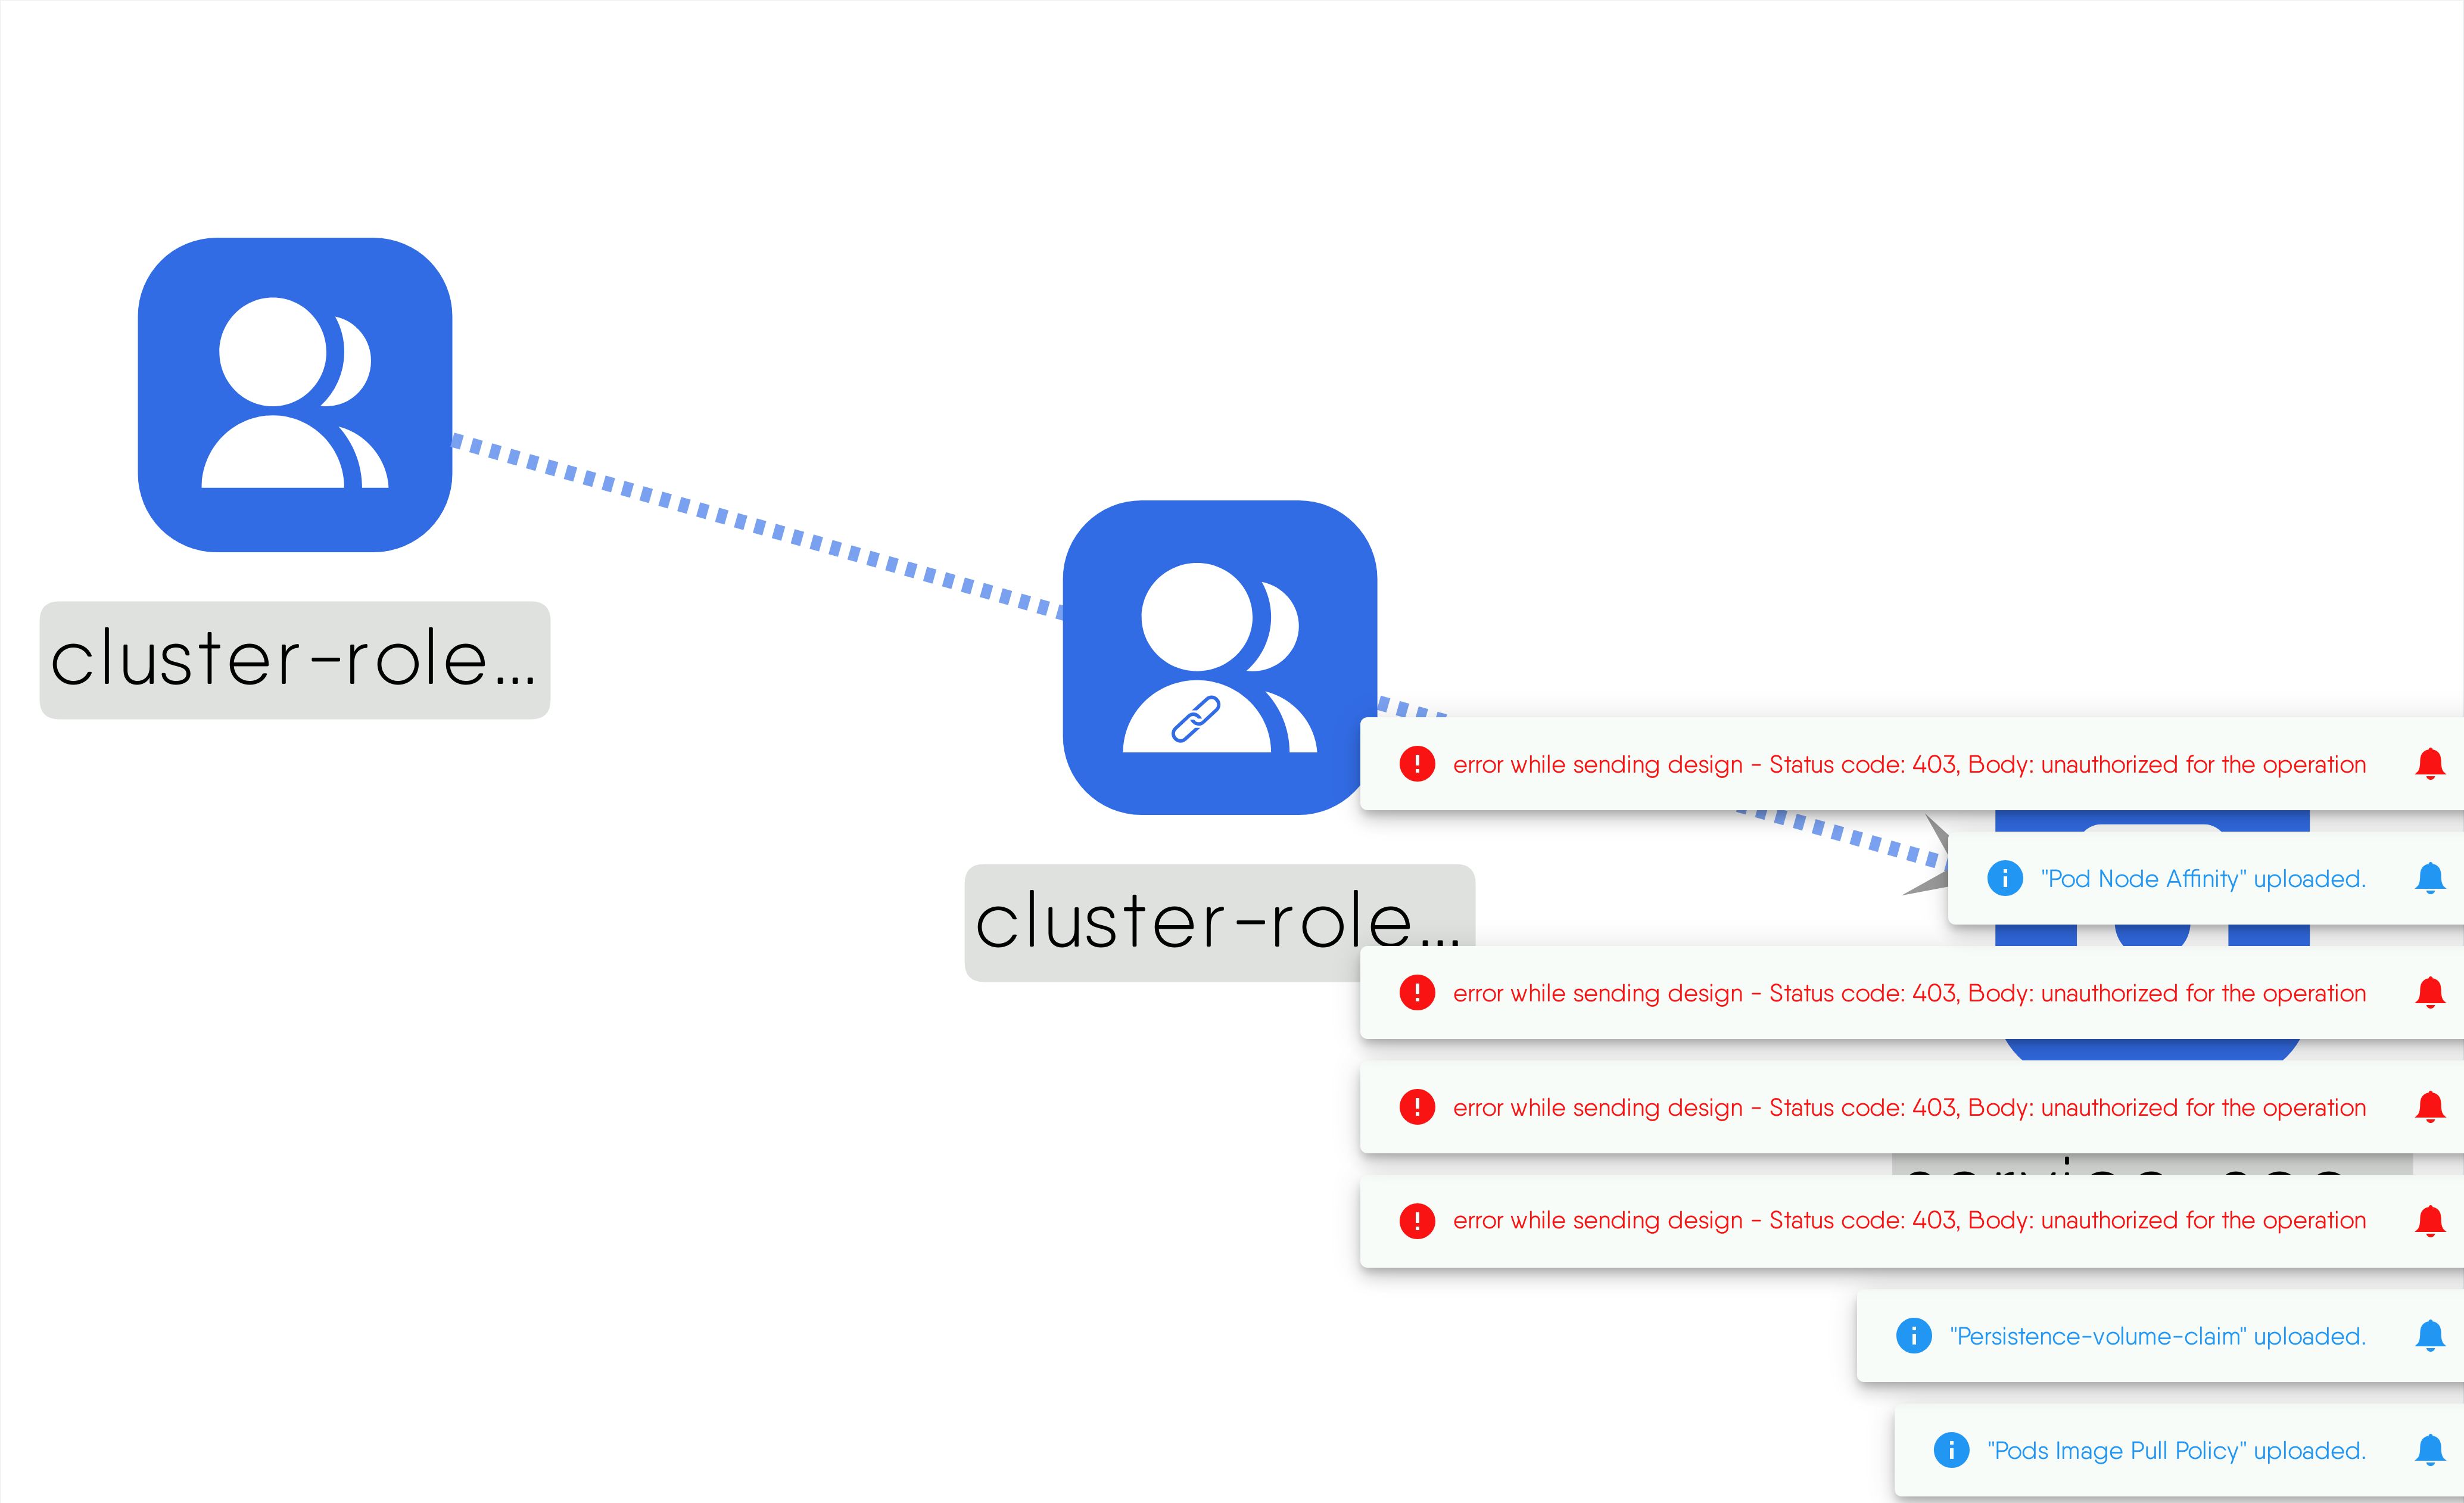 cluster-role...
cluster-role...
error while sending design - Status code: 403, Body: unauthorized for the operation
"Pod Node Affinity" uploaded.
error while sending design - Status code: 403, Body: unauthorized for the operation
error while sending design - Status code: 403, Body: unauthorized for the operation
error while sending design - Status code: 403, Body: unauthorized for the operation
"Persistence-volume-claim" uploaded.
"Pods Image Pull Policy" uploaded.